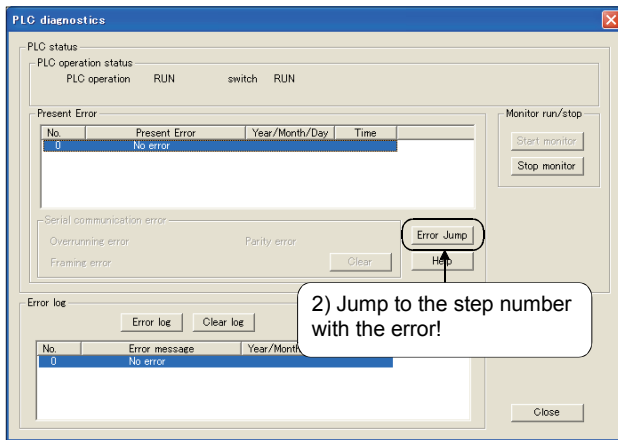 PLC diagnostics
PLC status
PLC operation status
PLC operation RUN switch RUN
Present Error
No. Present Error Year/Month/Day Time
0 No error
Monitor run/stop
Start monitor
Stop monitor
Serial communication error
Overrunning error Parity error
Framing error Clear
Error Jump
Help
2) Jump to the step number
with the error!
Error log
Error log Clear log
No. Error message Year/Month
0 No error
Close